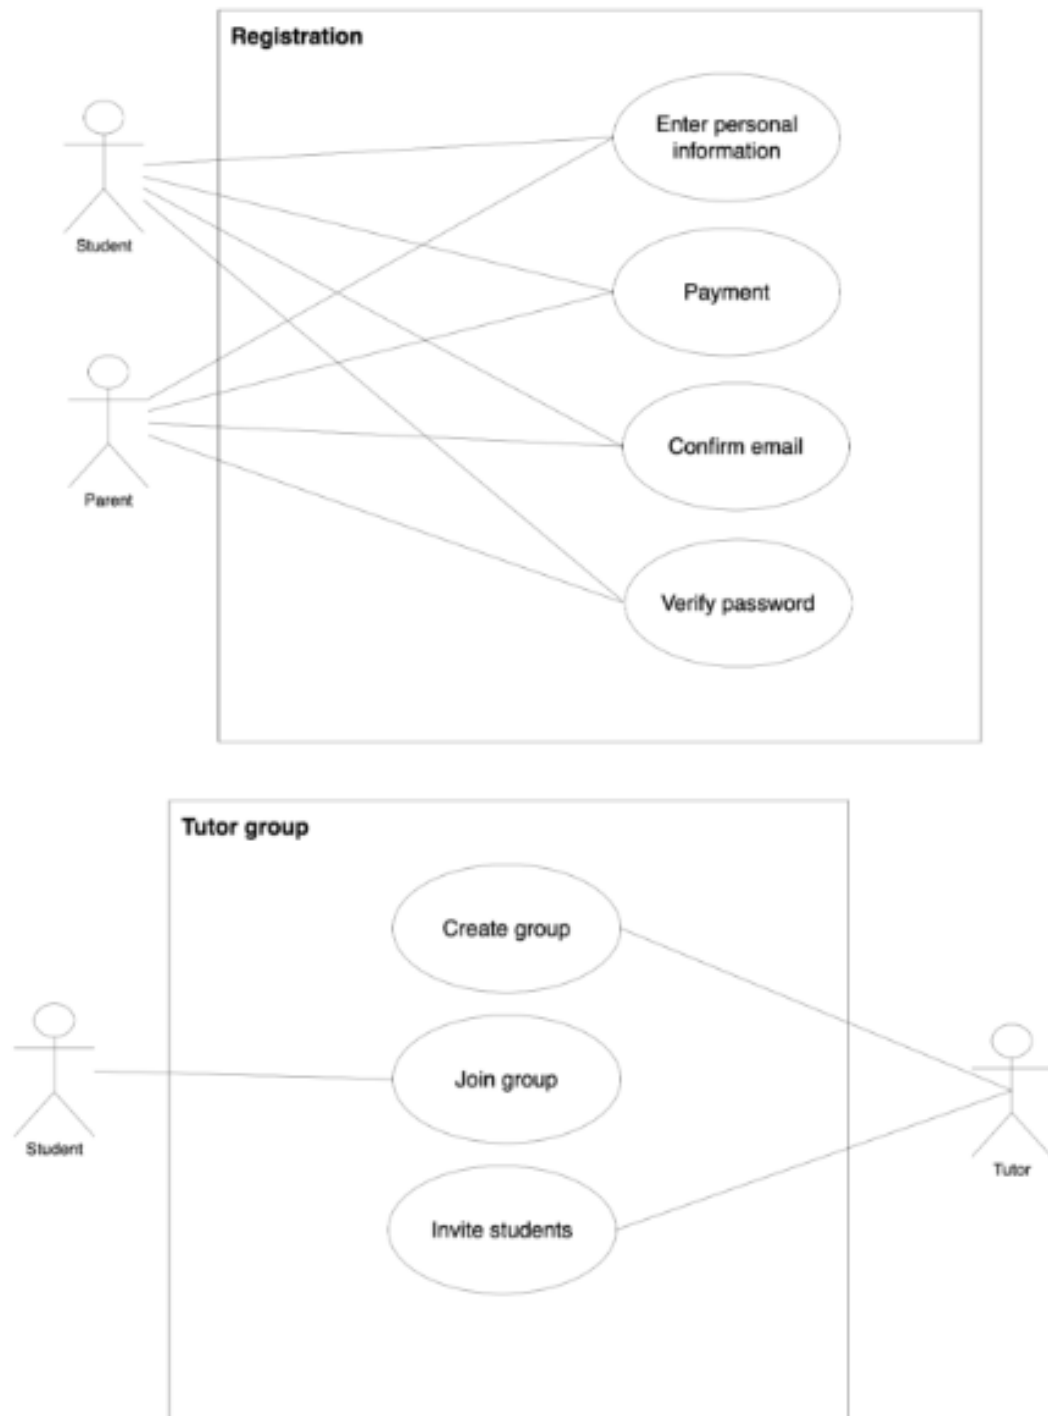 Registration
Enter personal
information
Student
Payment
Confirm email
Parent
Verify password
Tutor group
Create group
Join group
Student
Tutor
Invite students